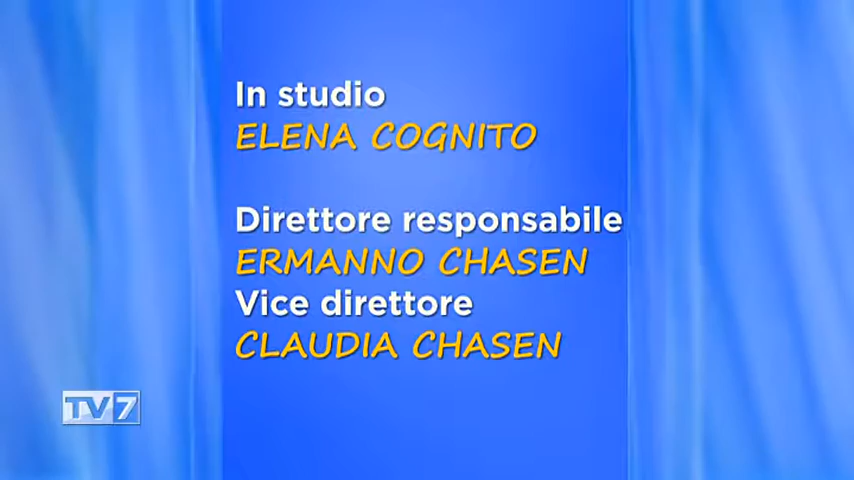 In studio
ELENA COGNITO
Direttore responsabile
ERMANNO CHASEN
Vice direttore
CLAUDIA CHASEN
TV7